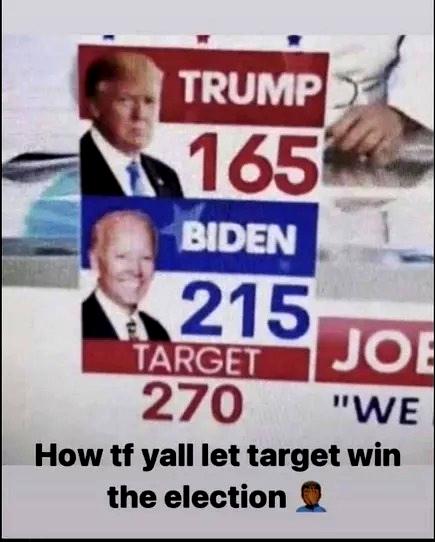 TRUMP
165
BIDEN
215
TARGET
270
JOE
"WE
How tf yall let target win
the election 🤦🏾‍♂️